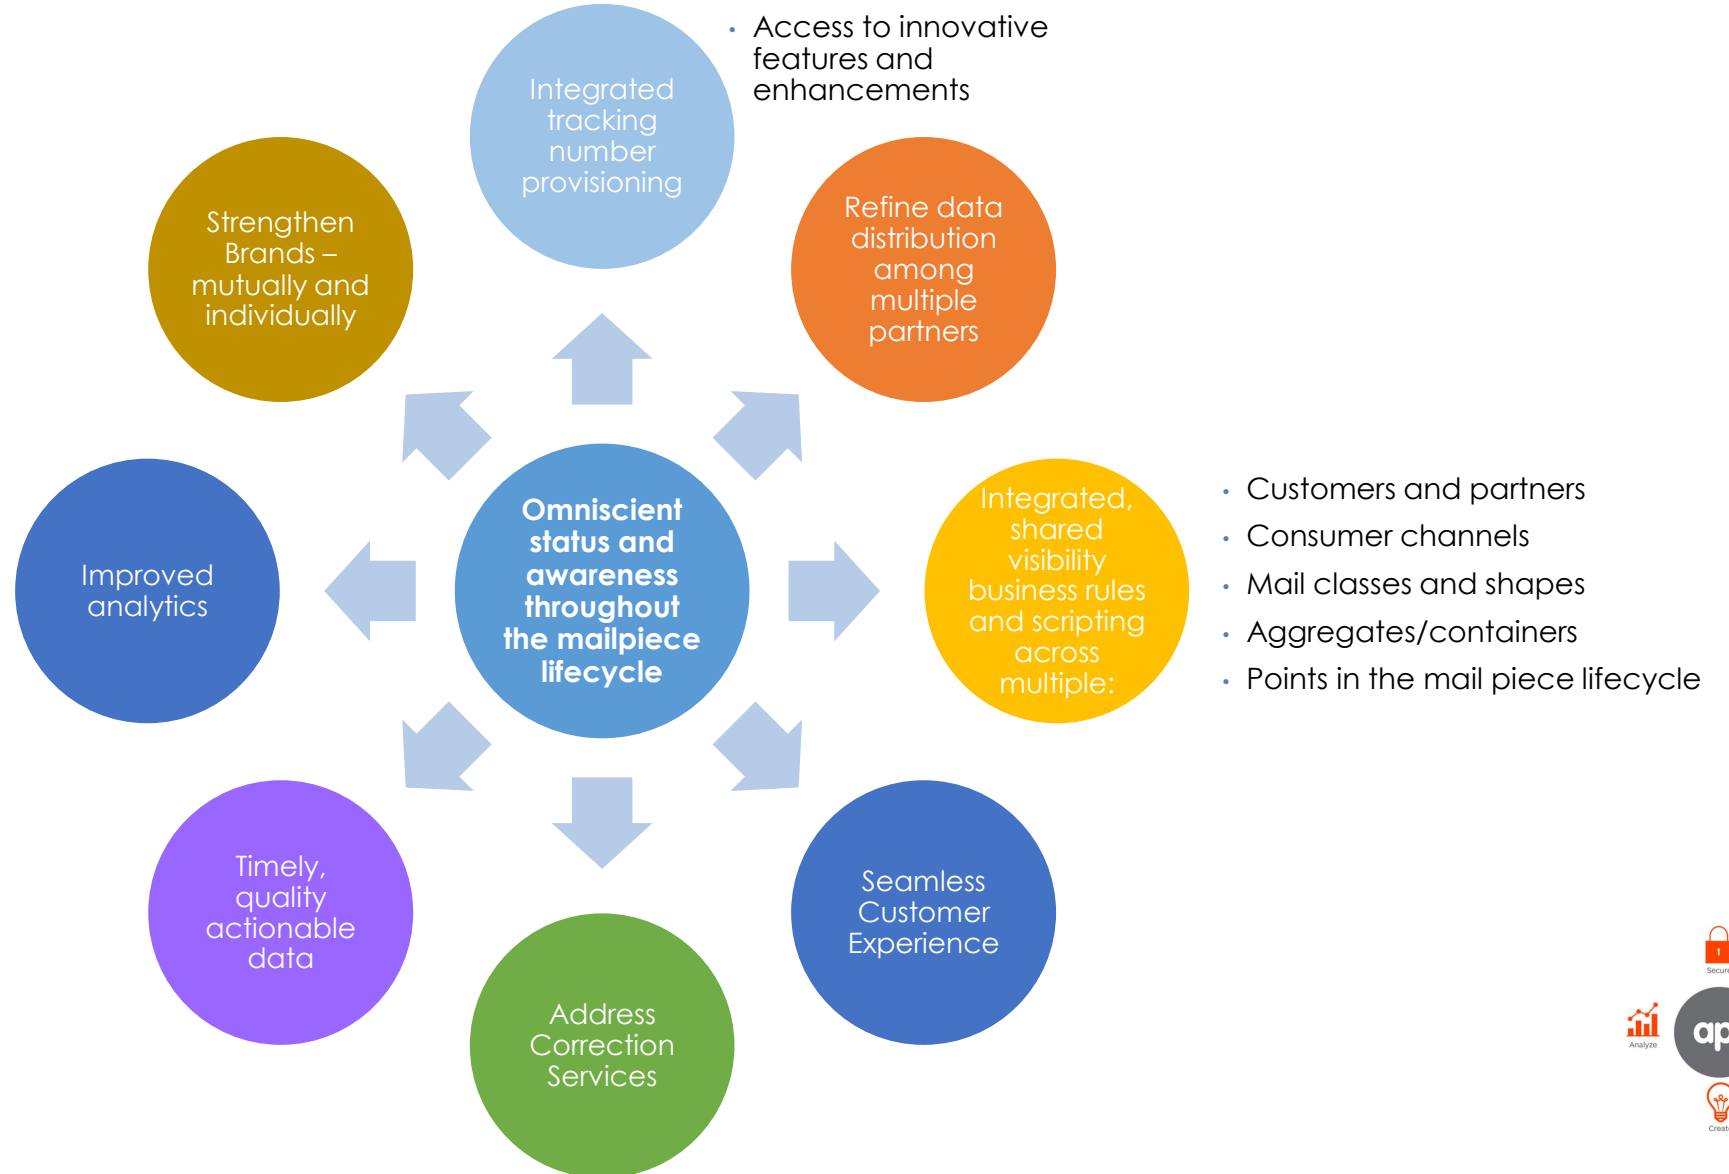 Access to innovative
features and
enhancements
Integrated
tracking
number
provisioning
Strengthen
Brands –
mutually and
individually
Refine data
distribution
among
multiple
partners
Omniscient
status and
awareness
throughout
the mailpiece
lifecycle
Integrated,
shared
visibility
business rules
and scripting
across
multiple:
Customers and partners
Consumer channels
Mail classes and shapes
Aggregates/containers
Points in the mail piece lifecycle
Improved
analytics
Timely,
quality
actionable
data
Seamless
Customer
Experience
Address
Correction
Services
Secure
Analyze
ap
Create